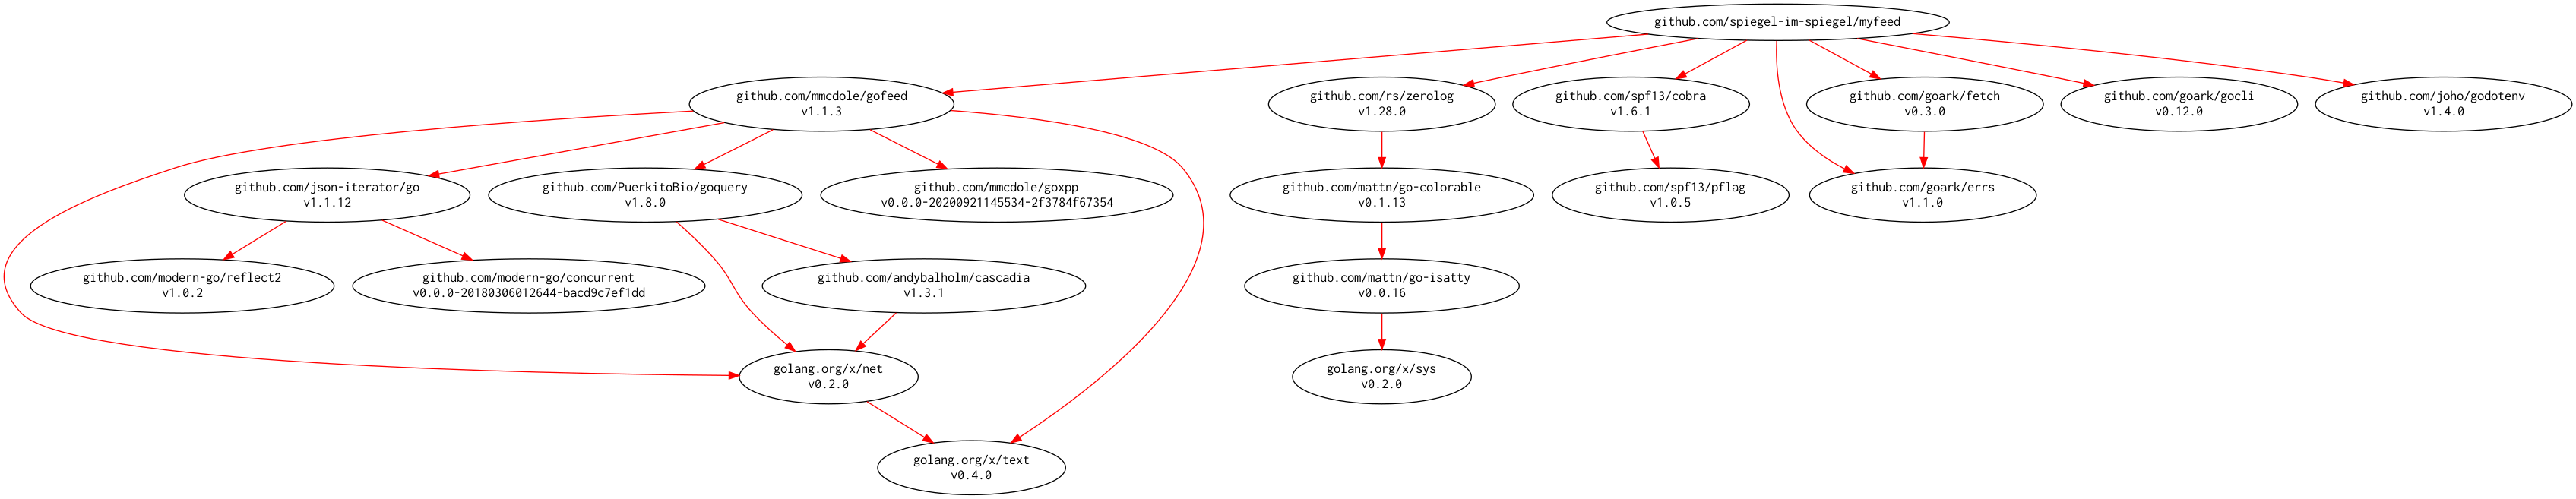 github.com/spiegel-im-spiegel/myfeed
github.com/mmcdole/gofeed
v1.1.3
github.com/rs/zerolog
v1.28.0
github.com/spf13/cobra
v1.6.1
github.com/goark/fetch
v0.3.0
github.com/goark/gocli
v0.12.0
github.com/joho/godotenv
v1.4.0
github.com/json-iterator/go
v1.1.12
github.com/PuerkitoBio/goquery
v1.8.0
github.com/mmcdole/goxpp
v0.0.0-20200921145534-2f3784f67354
github.com/mattn/go-colorable
v0.1.13
github.com/spf13/pflag
v1.0.5
github.com/goark/errs
v1.1.0
github.com/modern-go/reflect2
v1.0.2
github.com/modern-go/concurrent
v0.0.0-20180306012644-bacd9c7ef1dd
github.com/andybalholm/cascadia
v1.3.1
github.com/mattn/go-isatty
v0.0.16
golang.org/x/net
v0.2.0
golang.org/x/sys
v0.2.0
golang.org/x/text
v0.4.0